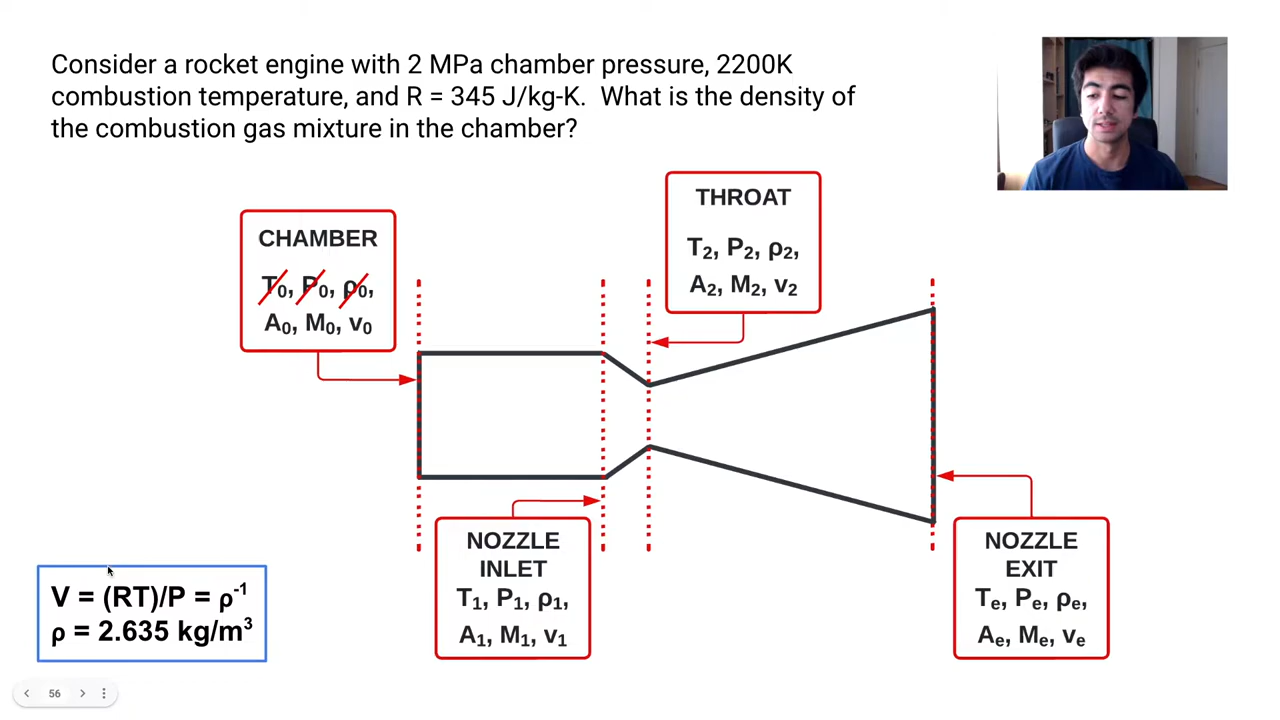 Consider a rocket engine with 2 MPa chamber pressure, 2200K
combustion temperature, and R = 345 J/kg-K.  What is the density of
the combustion gas mixture in the chamber?
THROAT
T₂, P₂, ρ₂,
A₂, M₂, v₂
CHAMBER
T₀, P₀, ρ₀,
A₀, M₀, v₀
NOZZLE
INLET
T₁, P₁, ρ₁,
A₁, M₁, v₁
NOZZLE
EXIT
Tₑ, Pₑ, ρₑ,
Aₑ, Mₑ, vₑ
V = (RT)/P = ρ⁻¹
ρ = 2.635 kg/m³
56